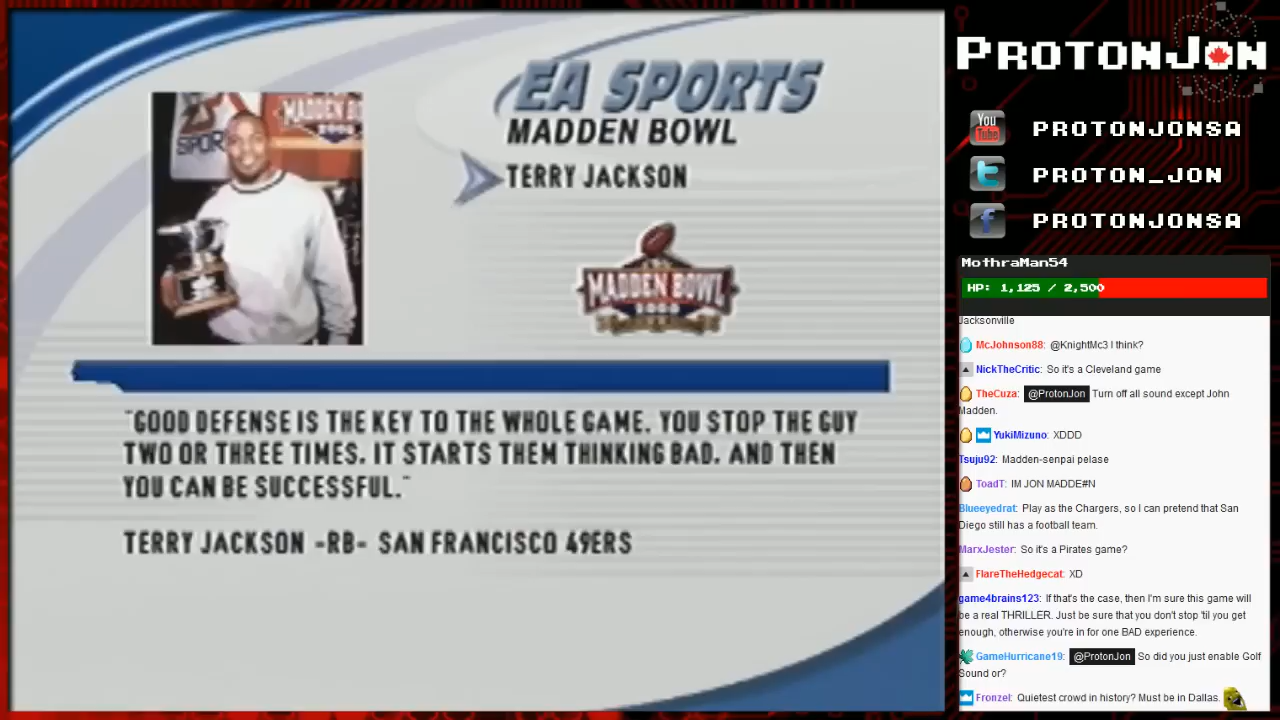 EA SPORTS
MADDEN BOWL
TERRY JACKSON
MADDEN BOWL
"GOOD DEFENSE IS THE KEY TO THE WHOLE GAME. YOU STOP THE GUY
TWO OR THREE TIMES. IT STARTS THEM THINKING BAD. AND THEN
YOU CAN BE SUCCESSFUL."
TERRY JACKSON -RB- SAN FRANCISCO 49ERS
PROTONJON
You Tube PROTONJONSA
PROTON_JON
f PROTONJONSA
MothraMan54
HP: 1,125 / 2,500
Jacksonville
McJohnson88: @KnightMc3 I think?
NickTheCritic: So it's a Cleveland game
TheCuza: @ProtonJon Turn off all sound except John
Madden.
YukiMizuno: XDDD
Tsuju92: Madden-senpai pelase
ToadT: IM JON MADDE#N
Blueeyedrat: Play as the Chargers, so I can pretend that San
Diego still has a football team.
MarxJester: So it's a Pirates game?
FlareTheHedgecat: XD
game4brains123: If that's the case, then I'm sure this game will
be a real THRILLER. Just be sure that you don't stop 'til you get
enough, otherwise you're in for one BAD experience.
GameHurricane19: @ProtonJon So did you just enable Golf
Sound or?
Fronzel: Quietest crowd in history? Must be in Dallas.